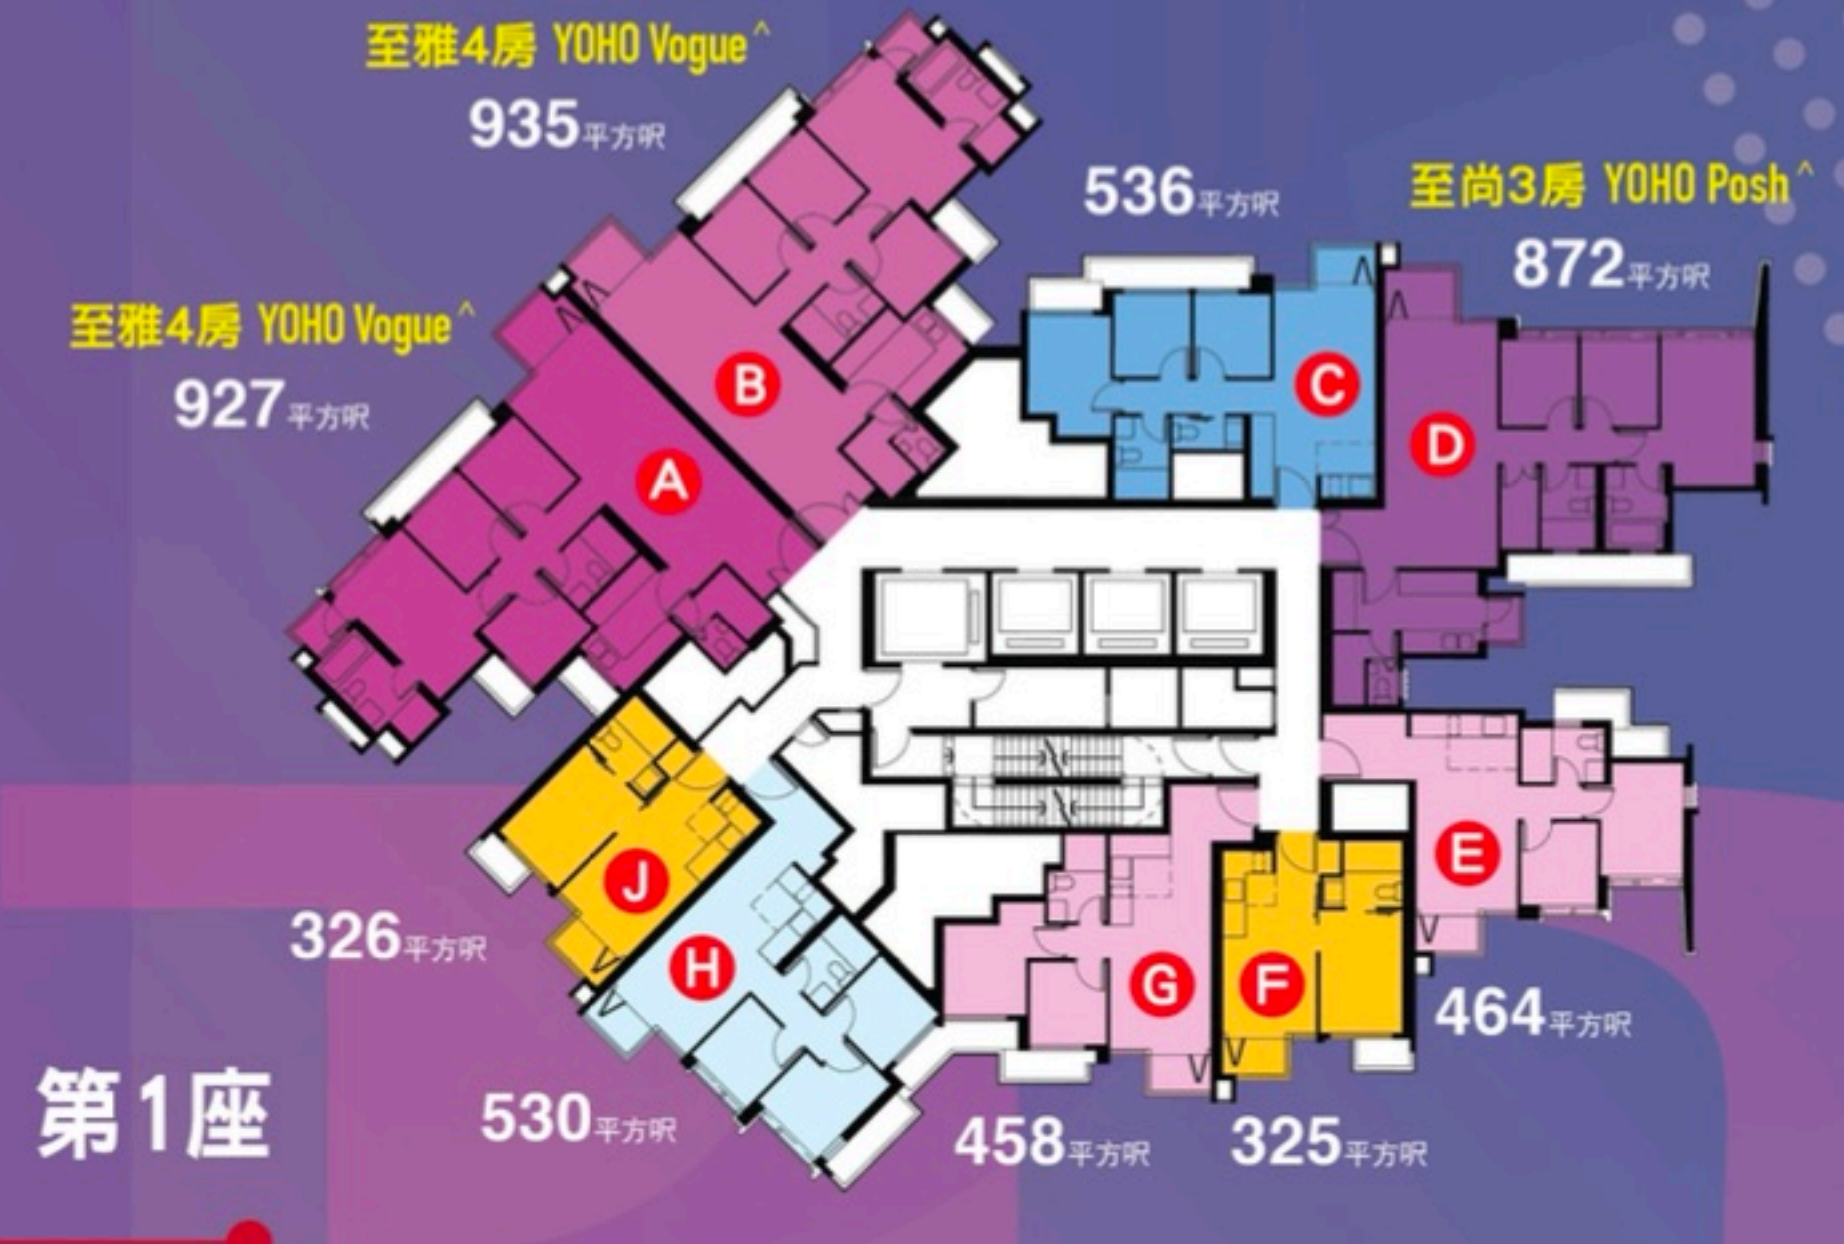 至雅4房 YOHO Vogue^
935平方呎
536平方呎
至尚3房 YOHO Posh^
872平方呎
至雅4房 YOHO Vogue^
927平方呎
B
C
D
A
E
J
H
G
F
326平方呎
464平方呎
530平方呎
458平方呎
325平方呎
第1座